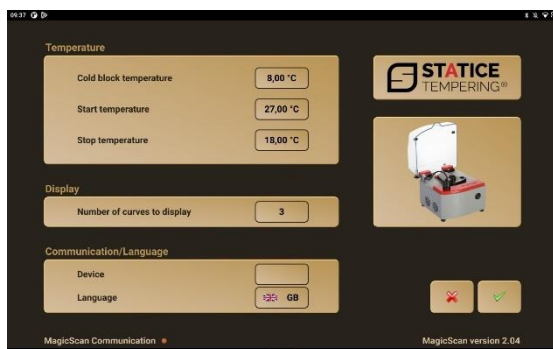 09:37
Temperature
Cold block temperature 8,00 °C
Start temperature 27,00 °C
Stop temperature 18,00 °C
STATICE
TEMPERING®
Display
Number of curves to display 3
Communication/Language
Device
Language GB
MagicScan Communication
MagicScan version 2.04